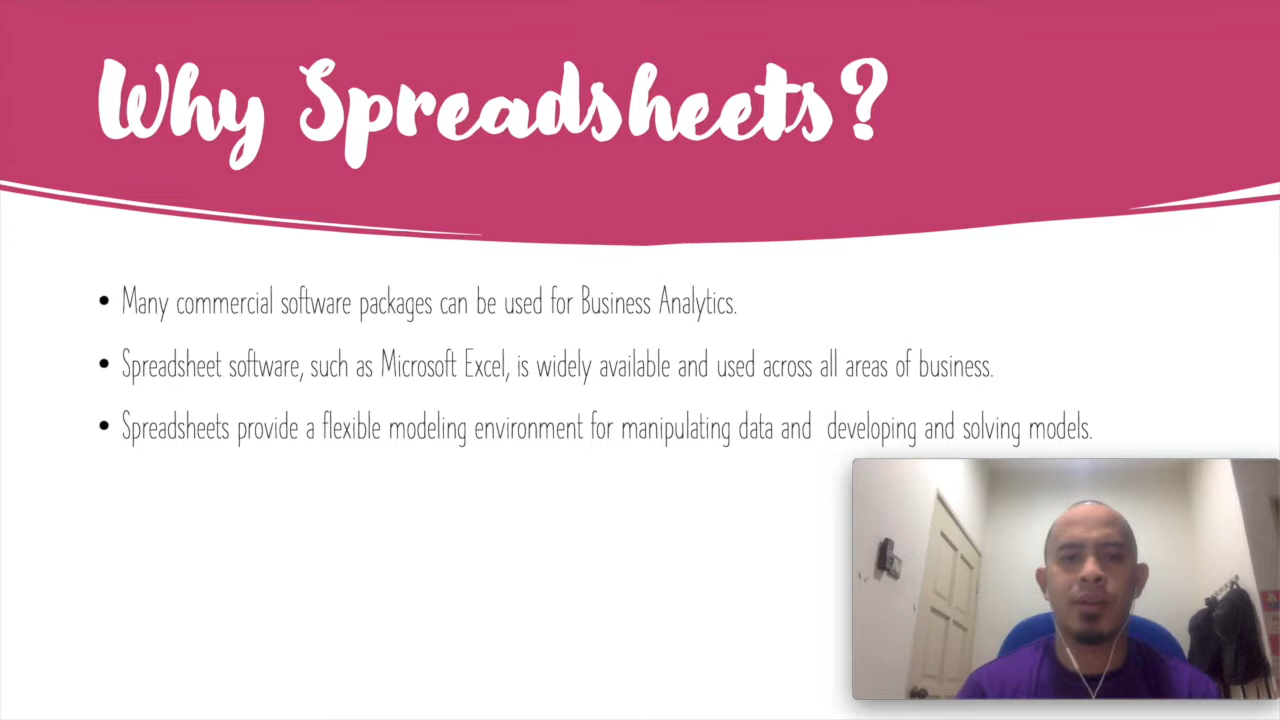 Why Spreadsheets?
• Many commercial software packages can be used for Business Analytics.
• Spreadsheet software, such as Microsoft Excel, is widely available and used across all areas of business.
• Spreadsheets provide a flexible modeling environment for manipulating data and  developing and solving models.